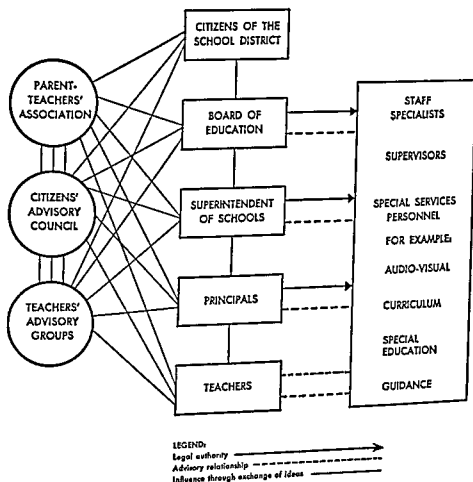 CITIZENS OF THE
SCHOOL DISTRICT
PARENT-
TEACHERS'
ASSOCIATION
BOARD OF
EDUCATION
CITIZENS'
ADVISORY
COUNCIL
SUPERINTENDENT
OF SCHOOLS
TEACHERS'
ADVISORY
GROUPS
PRINCIPALS
TEACHERS
STAFF
SPECIALISTS
SUPERVISORS
SPECIAL SERVICES
PERSONNEL
FOR EXAMPLE:
AUDIO-VISUAL
CURRICULUM
SPECIAL
EDUCATION
GUIDANCE
LEGEND:
Legal authority
Advisory relationship
Influence through exchange of ideas